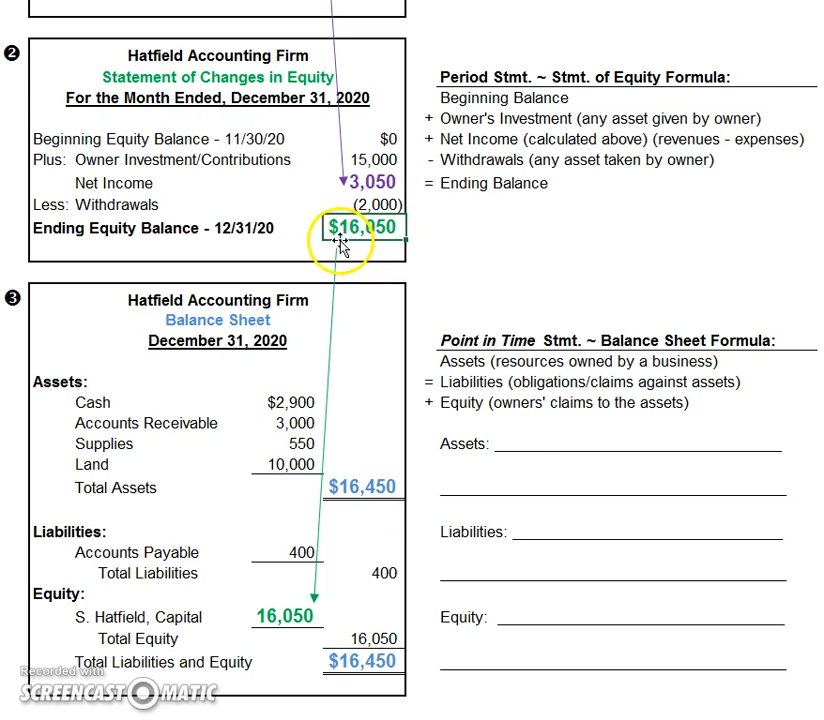 ❷
Hatfield Accounting Firm
Statement of Changes in Equity
For the Month Ended, December 31, 2020
Beginning Equity Balance - 11/30/20 $0
Plus: Owner Investment/Contributions 15,000
Net Income 3,050
Less: Withdrawals (2,000)
Ending Equity Balance - 12/31/20 $16,050
Period Stmt. ~ Stmt. of Equity Formula:
Beginning Balance
+ Owner's Investment (any asset given by owner)
+ Net Income (calculated above) (revenues - expenses)
- Withdrawals (any asset taken by owner)
= Ending Balance
❸
Hatfield Accounting Firm
Balance Sheet
December 31, 2020
Assets:
Cash $2,900
Accounts Receivable 3,000
Supplies 550
Land 10,000
Total Assets $16,450
Liabilities:
Accounts Payable 400
Total Liabilities 400
Equity:
S. Hatfield, Capital 16,050
Total Equity 16,050
Total Liabilities and Equity $16,450
Point in Time Stmt. ~ Balance Sheet Formula:
Assets (resources owned by a business)
= Liabilities (obligations/claims against assets)
+ Equity (owners' claims to the assets)
Assets:
Liabilities:
Equity:
Recorded with
SCREENCAST-O-MATIC